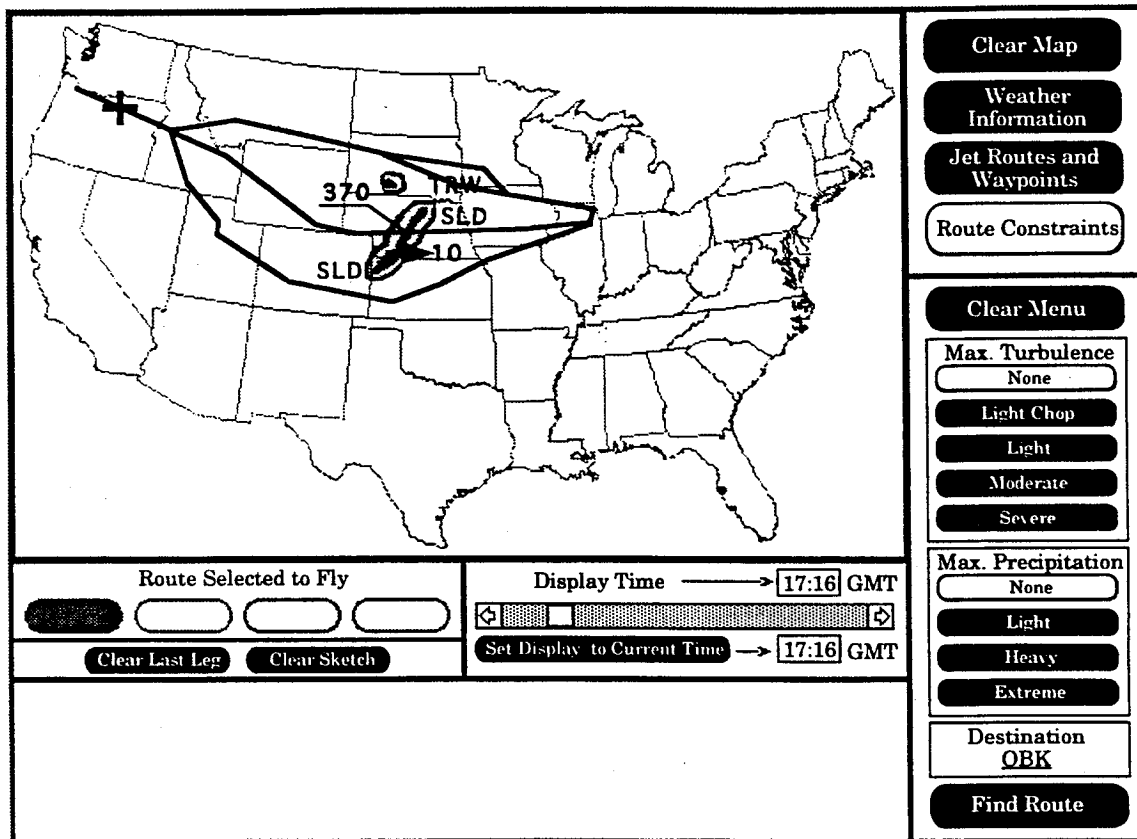 370
TRW
SLD
10
SLD
Clear Map
Weather
Information
Jet Routes and
Waypoints
Route Constraints
Clear Menu
Max. Turbulence
None
Light Chop
Light
Moderate
Severe
Max. Precipitation
None
Light
Heavy
Extreme
Destination
OBK
Find Route
Route Selected to Fly
Clear Last Leg
Clear Sketch
Display Time
17:16 GMT
Set Display to Current Time
17:16 GMT